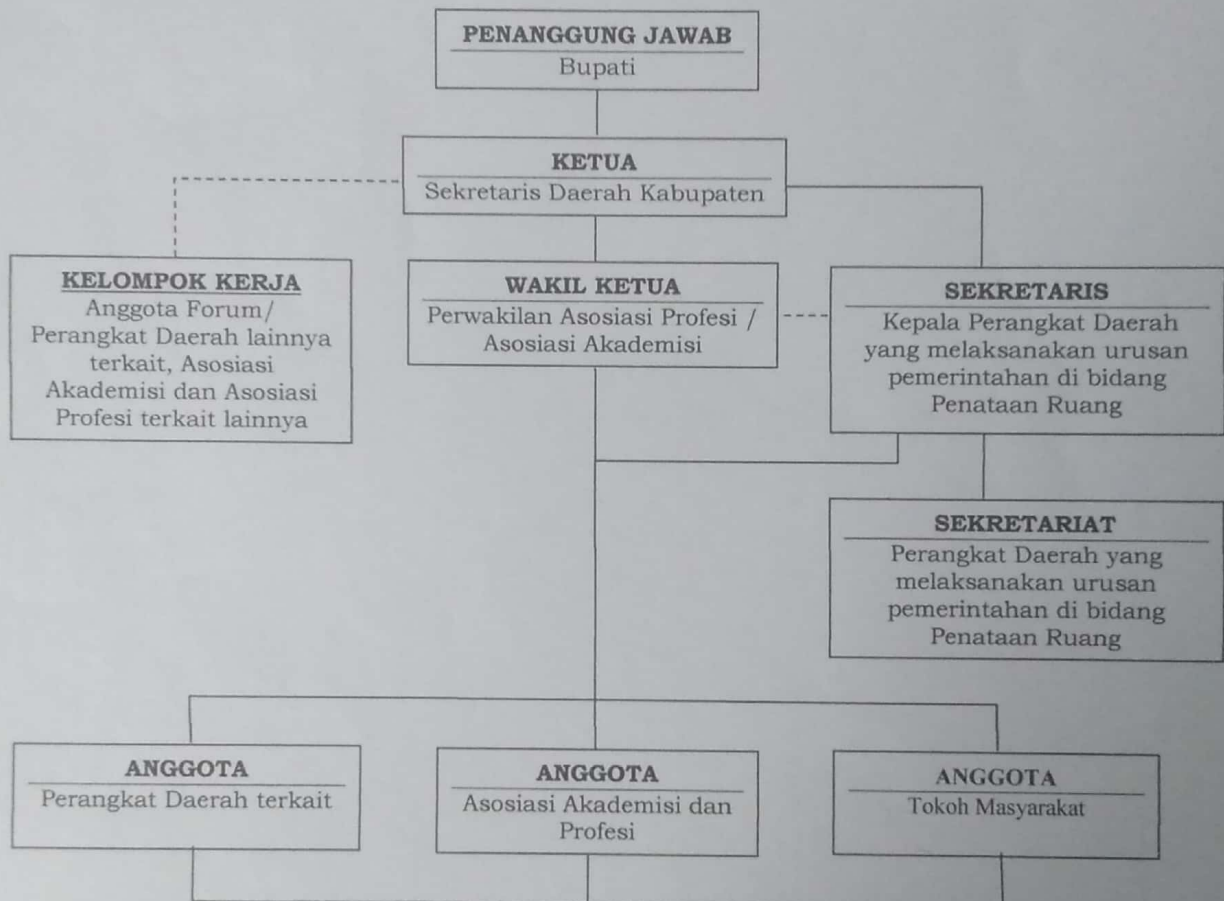 PENANGGUNG JAWAB
Bupati
KETUA
Sekretaris Daerah Kabupaten
KELOMPOK KERJA
Anggota Forum/
Perangkat Daerah lainnya
terkait, Asosiasi
Akademisi dan Asosiasi
Profesi terkait lainnya
WAKIL KETUA
Perwakilan Asosiasi Profesi /
Asosiasi Akademisi
SEKRETARIS
Kepala Perangkat Daerah
yang melaksanakan urusan
pemerintahan di bidang
Penataan Ruang
SEKRETARIAT
Perangkat Daerah yang
melaksanakan urusan
pemerintahan di bidang
Penataan Ruang
ANGGOTA
Perangkat Daerah terkait
ANGGOTA
Asosiasi Akademisi dan
Profesi
ANGGOTA
Tokoh Masyarakat